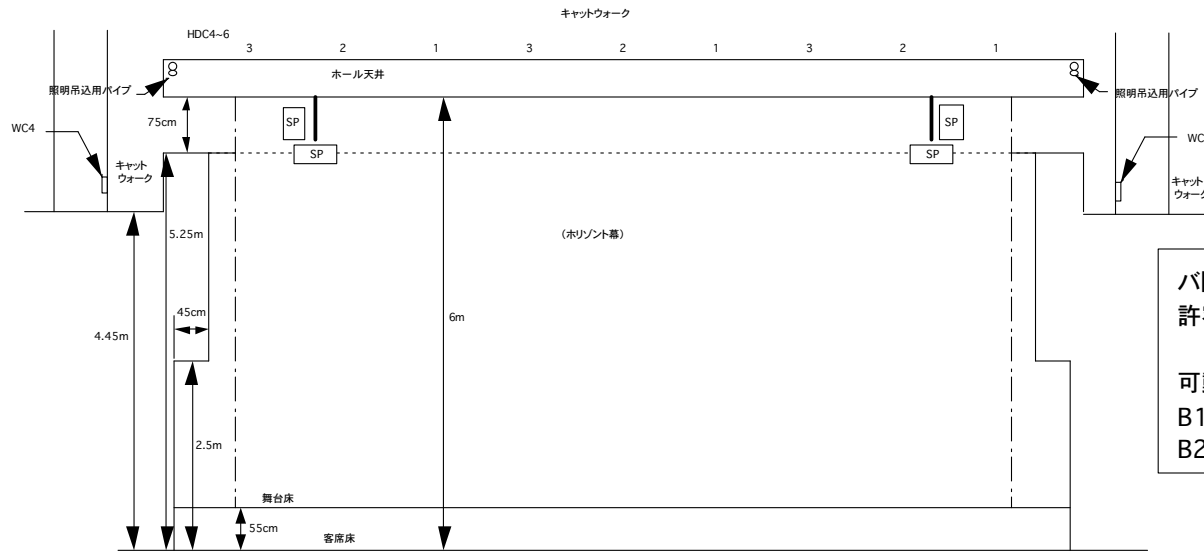 キャットウォーク
HDC4~6
3 2 1 3 2 1 3 2 1
ホール天井
照明吊込用パイプ
照明吊込用パイプ
75cm
SP
SP
WC4
WC
SP
SP
キャット
ウォーク
キャット
ウォーク
5.25m
(ホリゾント幕)
45cm
6m
4.45m
2.5m
舞台床
55cm
客席床
B1
B2